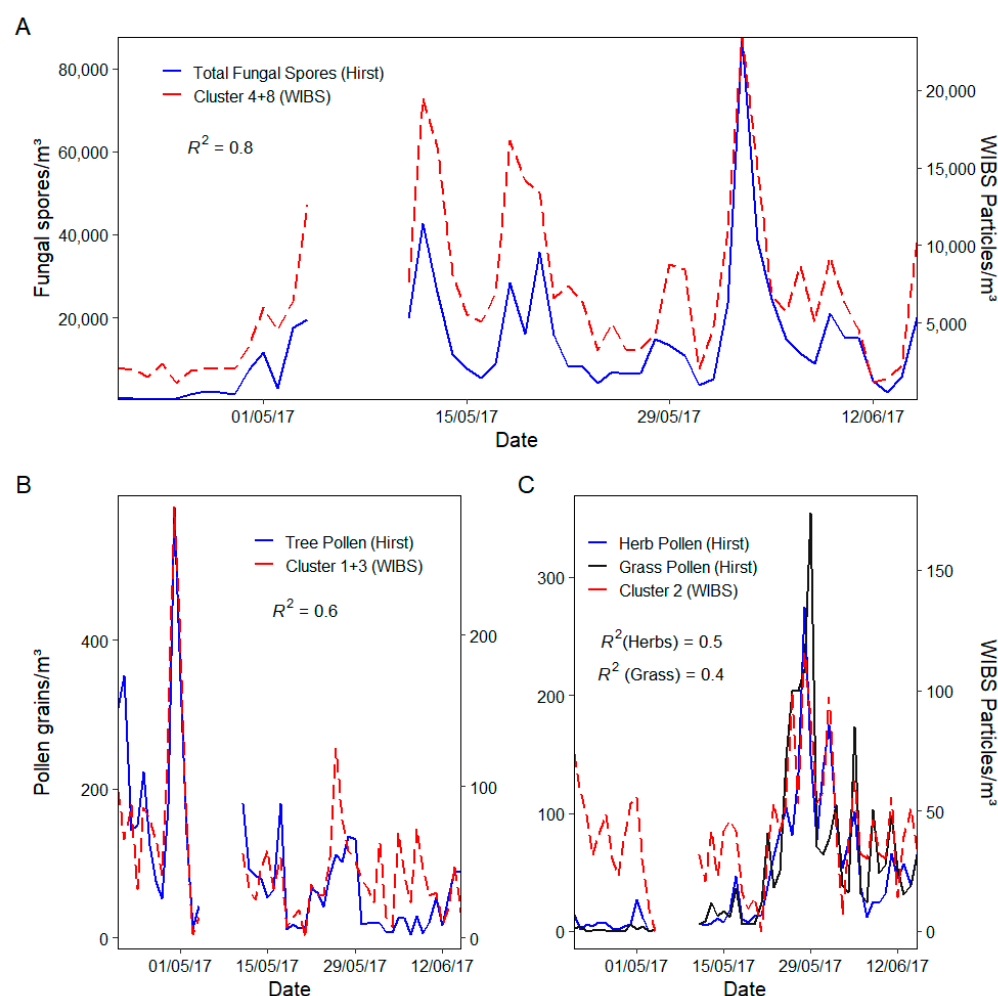 A
80,000
60,000
40,000
20,000
Fungal spores/m³
Total Fungal Spores (Hirst)
Cluster 4+8 (WIBS)
R² = 0.8
20,000
15,000
10,000
5,000
WIBS Particles/m³
01/05/17
15/05/17
29/05/17
12/06/17
Date
B
400
200
0
Pollen grains/m³
Tree Pollen (Hirst)
Cluster 1+3 (WIBS)
R² = 0.6
200
100
0
01/05/17
15/05/17
29/05/17
12/06/17
Date
C
300
200
100
0
Herb Pollen (Hirst)
Grass Pollen (Hirst)
Cluster 2 (WIBS)
R²(Herbs) = 0.5
R² (Grass) = 0.4
150
100
50
0
WIBS Particles/m³
01/05/17
15/05/17
29/05/17
12/06/17
Date